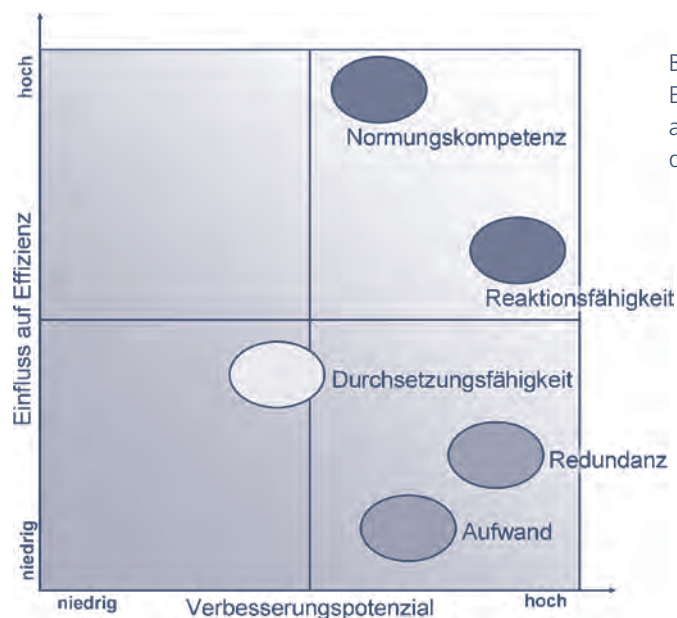 hoch
Einfluss auf Effizienz
niedrig
Normungskompetenz
Reaktionsfähigkeit
Durchsetzungsfähigkeit
Redundanz
Aufwand
niedrig
Verbesserungspotenzial
hoch